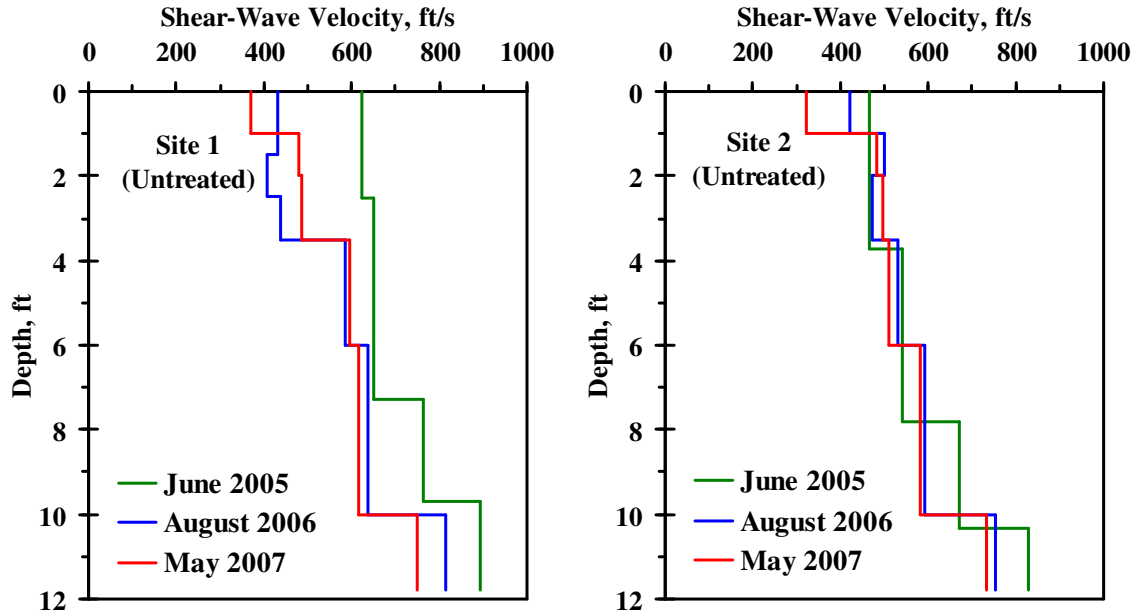 Shear-Wave Velocity, ft/s
0 200 400 600 800 1000
0
2
4
6
8
10
12
Depth, ft
Site 1
(Untreated)
June 2005
August 2006
May 2007
Shear-Wave Velocity, ft/s
0 200 400 600 800 1000
0
2
4
6
8
10
12
Depth, ft
Site 2
(Untreated)
June 2005
August 2006
May 2007